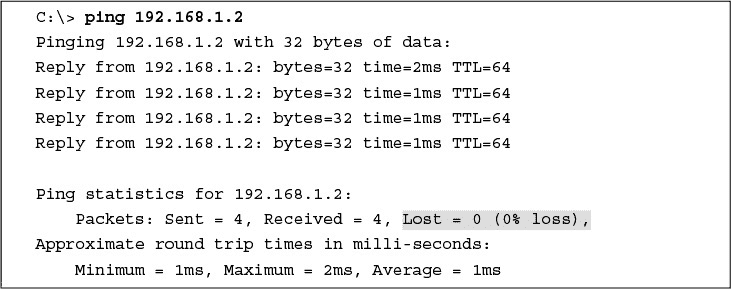 C:\> ping 192.168.1.2
Pinging 192.168.1.2 with 32 bytes of data:
Reply from 192.168.1.2: bytes=32 time=2ms TTL=64
Reply from 192.168.1.2: bytes=32 time=1ms TTL=64
Reply from 192.168.1.2: bytes=32 time=1ms TTL=64
Reply from 192.168.1.2: bytes=32 time=1ms TTL=64
Ping statistics for 192.168.1.2:
Packets: Sent = 4, Received = 4, Lost = 0 (0% loss),
Approximate round trip times in milli-seconds:
Minimum = 1ms, Maximum = 2ms, Average = 1ms